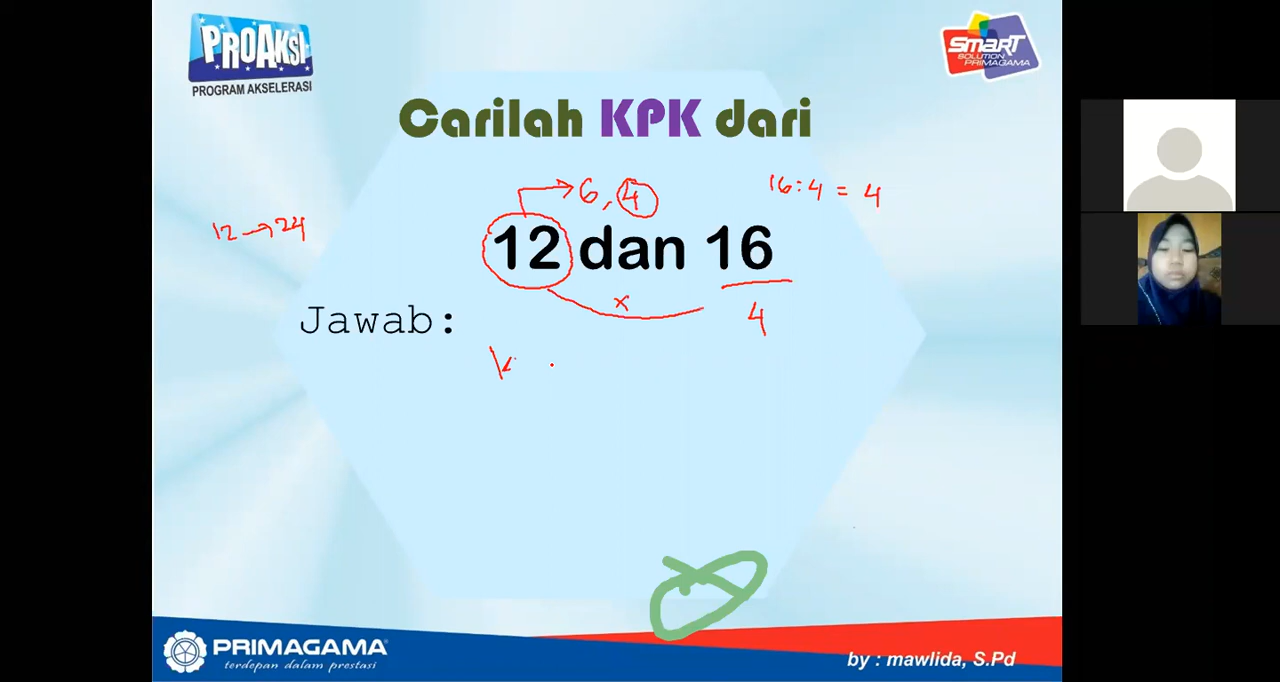 PROAKSI
PROGRAM AKSELERASI
SMART
SOLUTION
PRIMAGAMA
Carilah KPK dari
6, 4
16 : 4 = 4
12 → 24
12 dan 16
x
4
Jawab:
K
PRIMAGAMA
terdepan dalam prestasi
by : mawlida, S.Pd